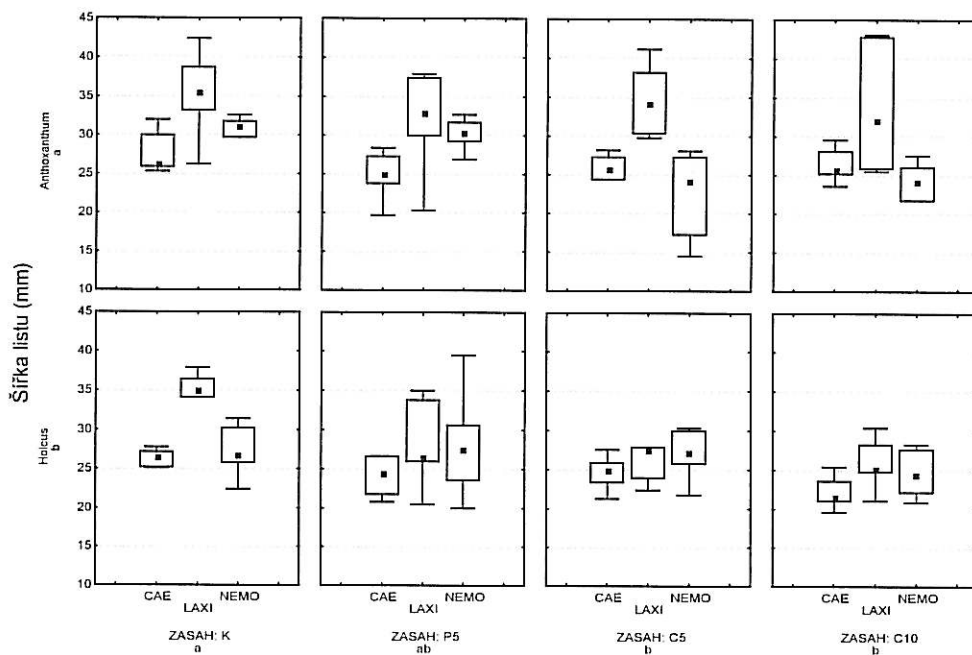 Šířka listu (mm)
Anthoxanthum
a
45
40
35
30
25
20
15
10
Holcus
b
45
40
35
30
25
20
15
10
CAE NEMO
LAXI
ZASAH: K
a
CAE NEMO
LAXI
ZASAH: P5
ab
CAE NEMO
LAXI
ZASAH: C5
b
CAE NEMO
LAXI
ZASAH: C10
b